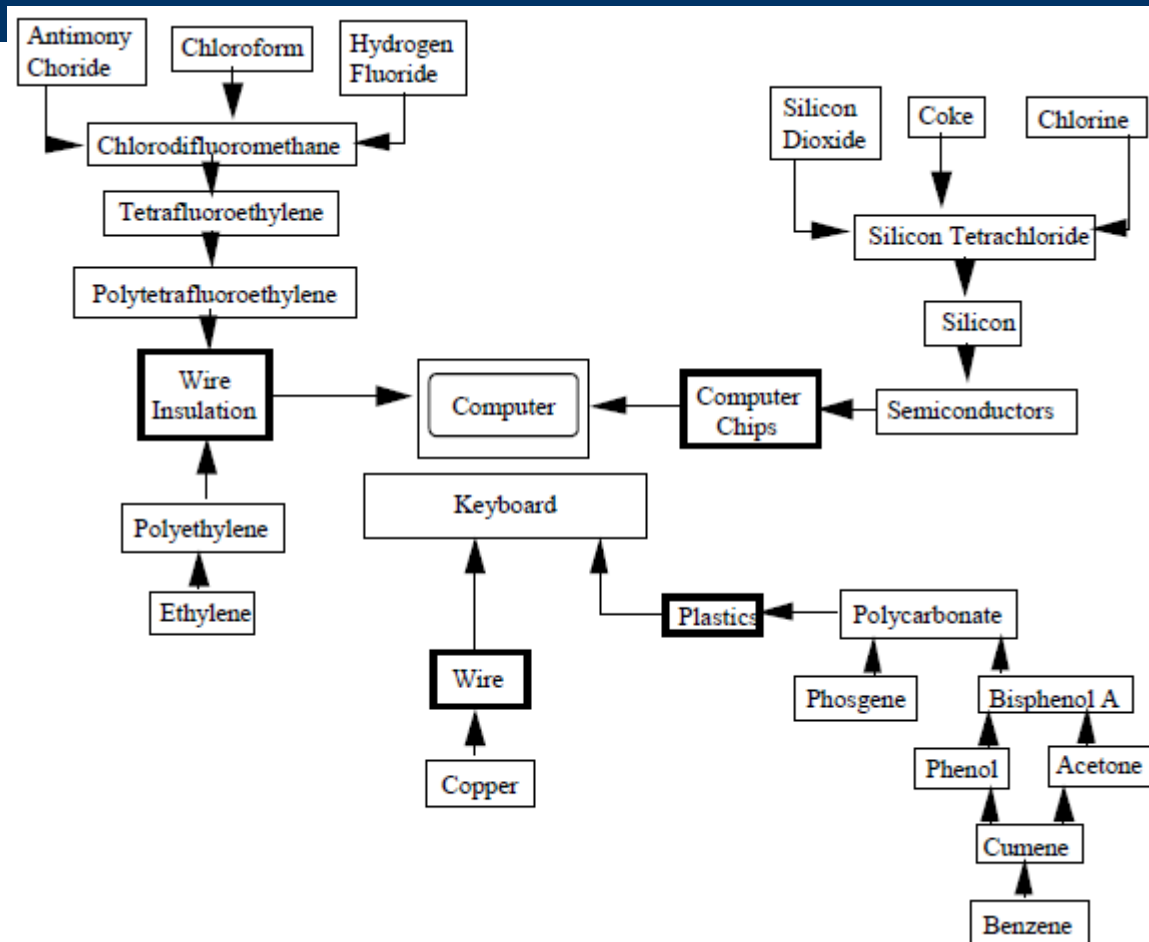 Antimony
Choride
Chloroform
Hydrogen
Fluoride
Chlorodifluoromethane
Tetrafluoroethylene
Polytetrafluoroethylene
Wire
Insulation
Polyethylene
Ethylene
Silicon
Dioxide
Coke
Chlorine
Silicon Tetrachloride
Silicon
Semiconductors
Computer
Chips
Computer
Keyboard
Wire
Copper
Plastics
Polycarbonate
Phosgene
Bisphenol A
Phenol
Acetone
Cumene
Benzene